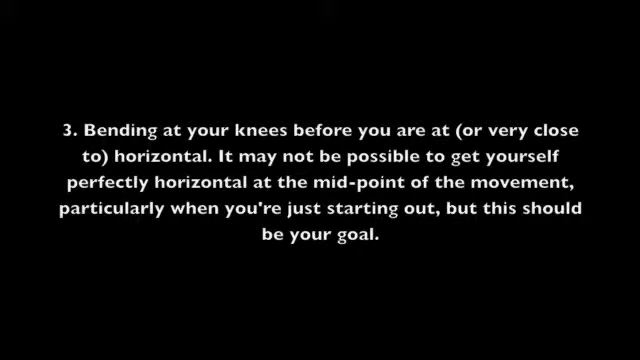 3. Bending at your knees before you are at (or very close
to) horizontal. It may not be possible to get yourself
perfectly horizontal at the mid-point of the movement,
particularly when you're just starting out, but this should
be your goal.